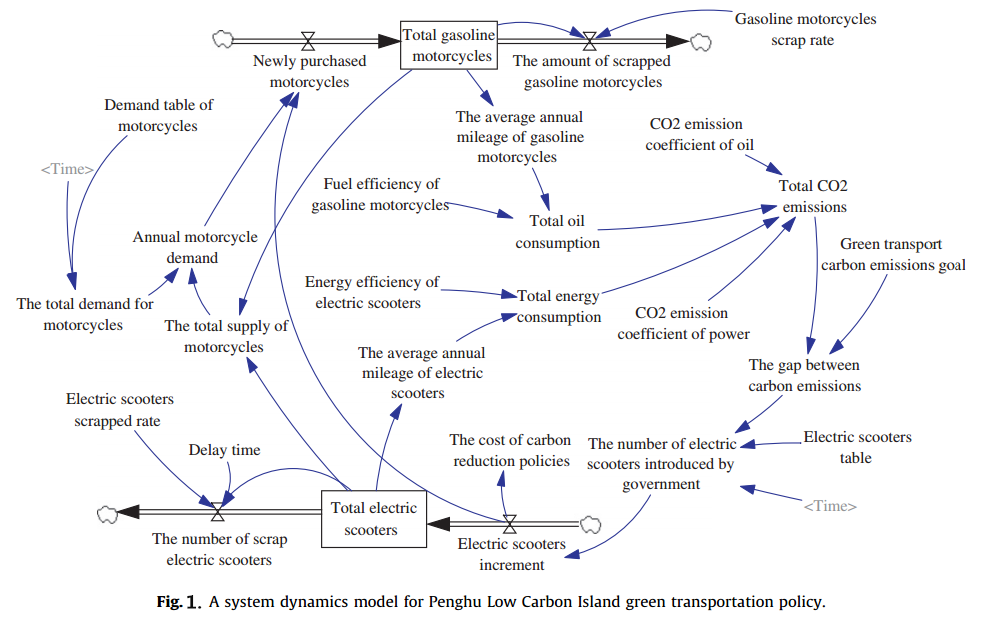 Gasoline motorcycles
scrap rate
Total gasoline
motorcycles
Newly purchased
motorcycles
The amount of scrapped
gasoline motorcycles
Demand table of
motorcycles
The average annual
mileage of gasoline
motorcycles
CO2 emission
coefficient of oil
<Time>
Fuel efficiency of
gasoline motorcycles
Total CO2
emissions
Total oil
consumption
Annual motorcycle
demand
Green transport
carbon emissions goal
Energy efficiency of
electric scooters
Total energy
consumption
The total demand for
motorcycles
The total supply of
motorcycles
CO2 emission
coefficient of power
The average annual
mileage of electric
scooters
The gap between
carbon emissions
Electric scooters
scrapped rate
Delay time
The cost of carbon
reduction policies
The number of electric
scooters introduced by
government
Electric scooters
table
<Time>
Total electric
scooters
The number of scrap
electric scooters
Electric scooters
increment
Fig. 1. A system dynamics model for Penghu Low Carbon Island green transportation policy.